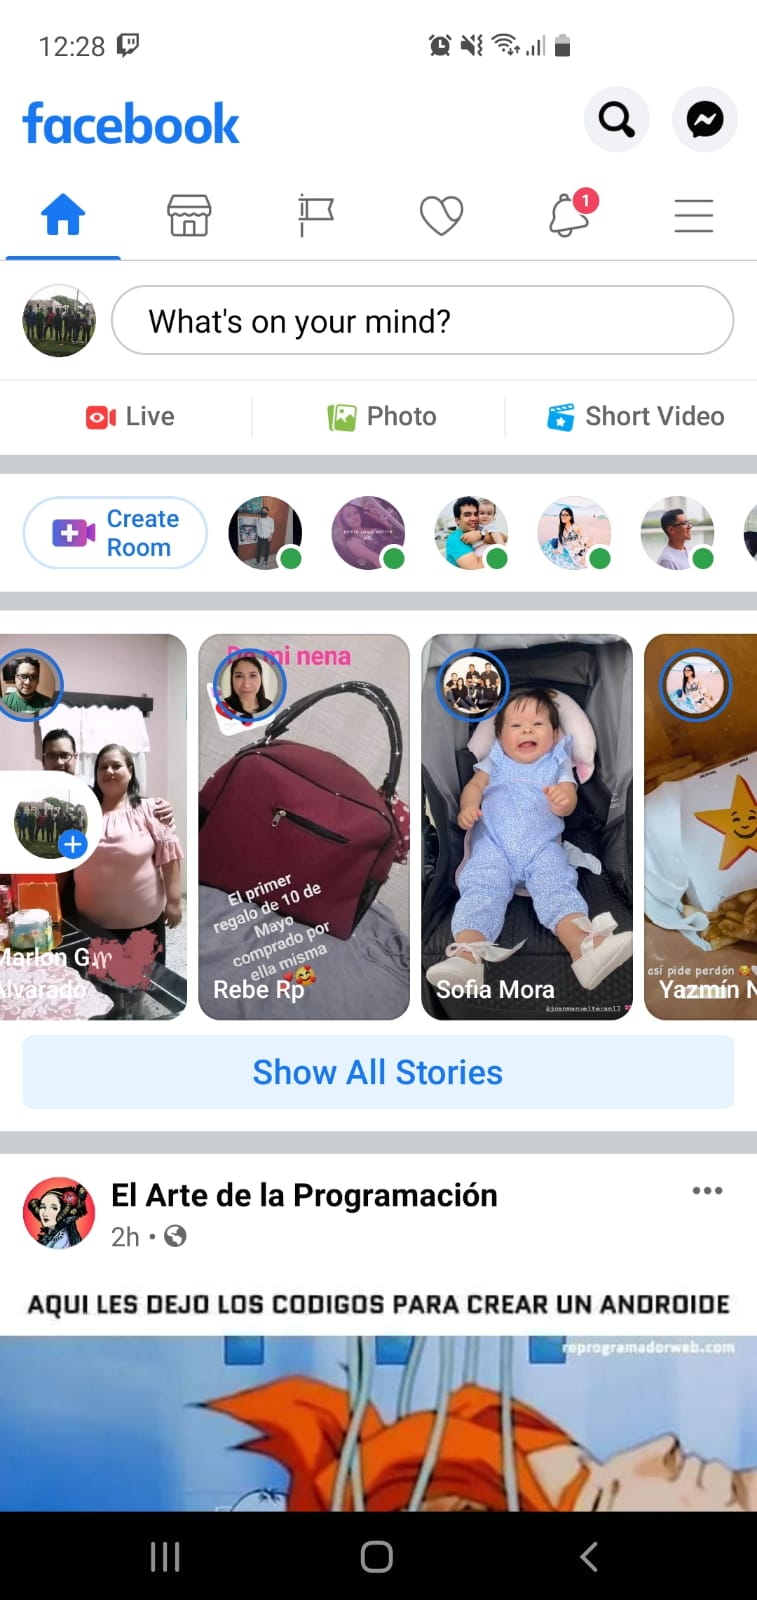 12:28
facebook
1
What's on your mind?
Live
Photo
Short Video
Create
Room
mi nena
El primer
regalo de 10 de
Mayo
comprado por
ella misma
así pide perdón
Marlon G.
Alvarado
Rebe Rp
Sofia Mora
Yazmín N
Show All Stories
El Arte de la Programación
2h •
AQUI LES DEJO LOS CODIGOS PARA CREAR UN ANDROIDE
programadorweb.com